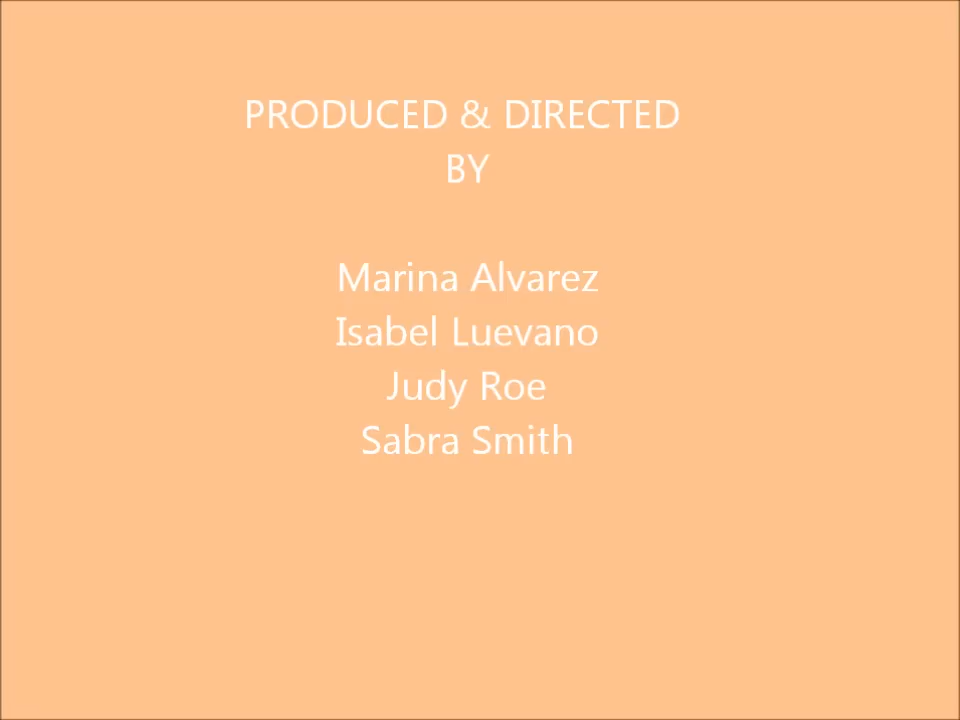 PRODUCED & DIRECTED
BY
Marina Alvarez
Isabel Luevano
Judy Roe
Sabra Smith